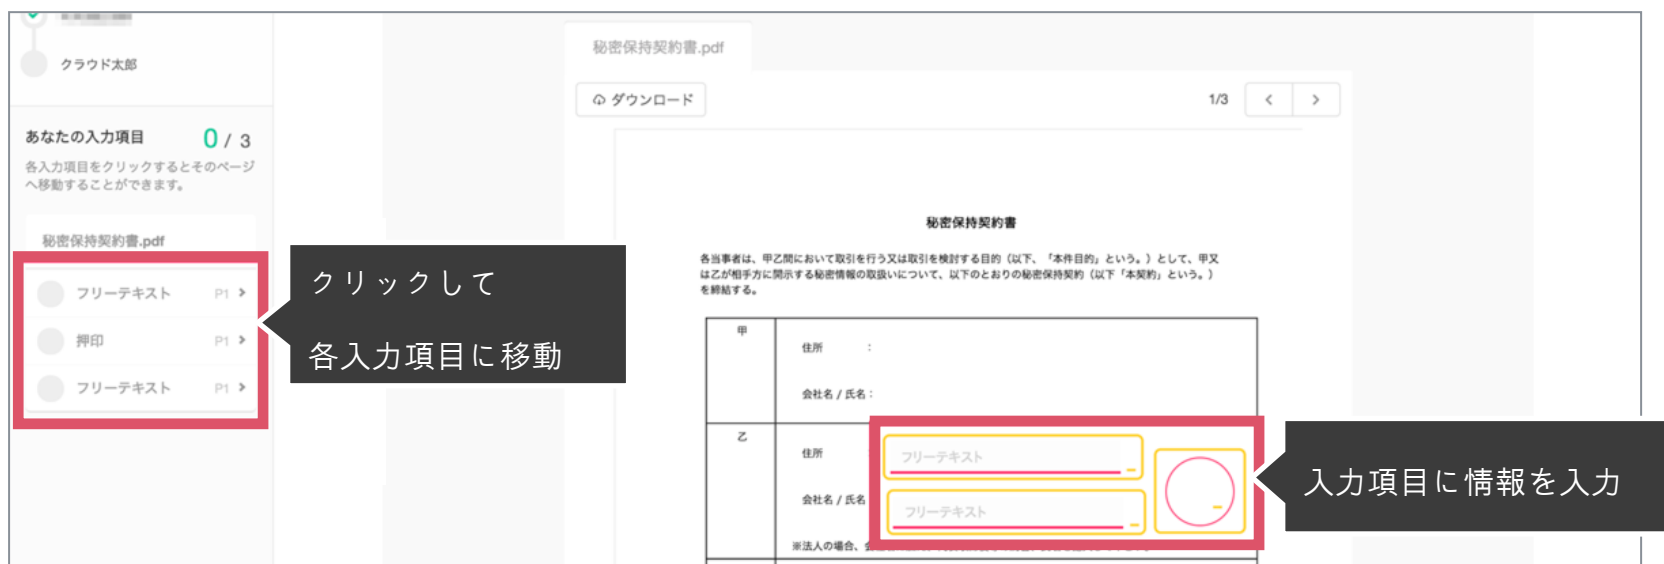 クラウド太郎
あなたの入力項目 0 / 3
各入力項目をクリックするとそのページ
へ移動することができます。
秘密保持契約書.pdf
フリーテキスト P1
押印 P1
フリーテキスト P1
クリックして
各入力項目に移動
秘密保持契約書.pdf
ダウンロード
1/3
秘密保持契約書
各当事者は、甲乙間において取引を行う又は取引を検討する目的（以下、「本件目的」という。）として、甲又
は乙が相手方に開示する秘密情報の取扱いについて、以下のとおりの秘密保持契約（以下「本契約」という。）
を締結する。
甲
住所 ：
会社名 / 氏名：
乙
住所
フリーテキスト
会社名 / 氏名
フリーテキスト
※法人の場合、
入力項目に情報を入力